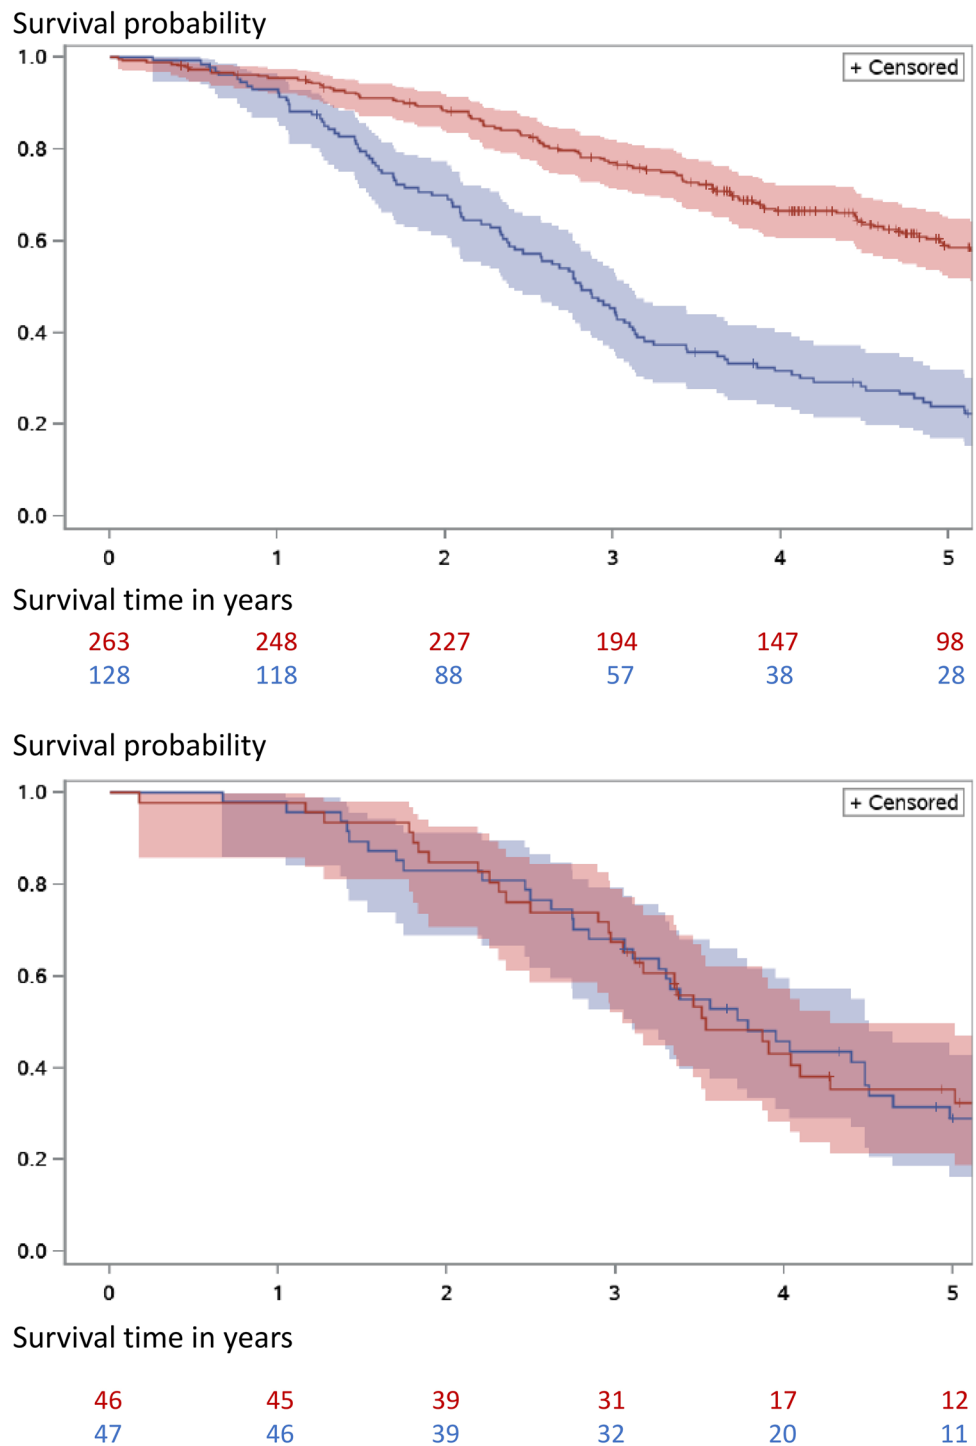 Survival probability
1.0
+ Censored
0.8
0.6
0.4
0.2
0.0
0 1 2 3 4 5
Survival time in years
263 248 227 194 147 98
128 118 88 57 38 28
Survival probability
1.0
+ Censored
0.8
0.6
0.4
0.2
0.0
0 1 2 3 4 5
Survival time in years
46 45 39 31 17 12
47 46 39 32 20 11